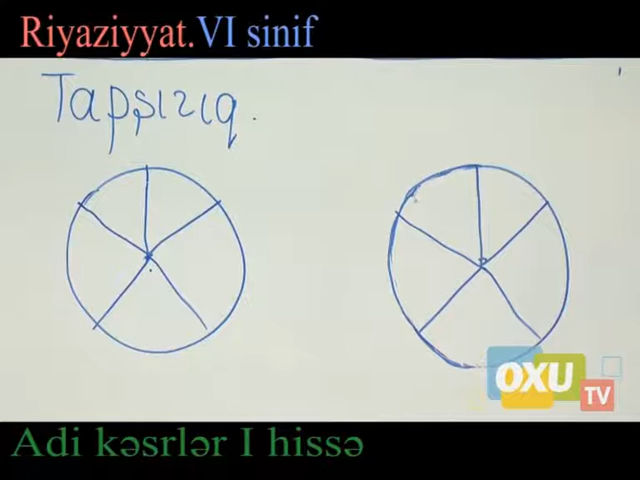 Riyaziyyat.VI sinif
Tapşırıq.
OXU
TV
Adi kəsrlər I hissə